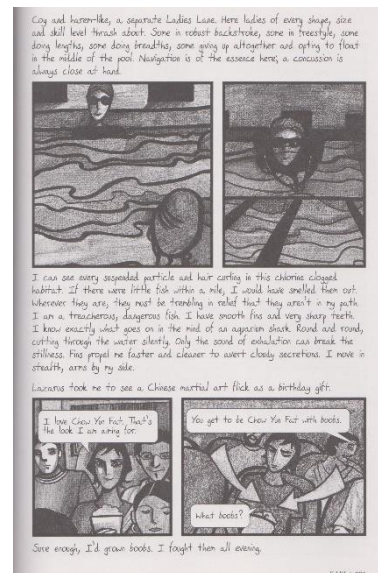 Coy and harem-like, a separate Ladies Lane. Here ladies of every shape, size
and skill level thrash about. Some in robust backstroke, some in freestyle, some
doing lengths, some doing breadths, some giving up altogether and opting to float
in the middle of the pool. Navigation is of the essence here; a concussion is
always close at hand.
I can see every suspended particle and hair curling in this chlorine clogged
habitat. If there were little fish within a mile, I would have smelled them out.
Wherever they are, they must be trembling in relief that they aren't in my path.
I am a treacherous, dangerous fish. I have smooth fins and very sharp teeth.
I know exactly what goes on in the mind of an aquarium shark. Round and round,
cutting through the water silently. Only the sound of exhalation can break the
stillness. Fins propel me faster and cleaner to avert cloudy secretions. I move in
stealth, arms by my side.
Lazarus took me to see a Chinese martial art flick as a birthday gift.
I love Chow Yun Fat. That's
the look I am aiming for.
You get to be Chow Yun Fat with boobs.
What boobs?
Sure enough, I'd grown boobs. I fought them all evening.